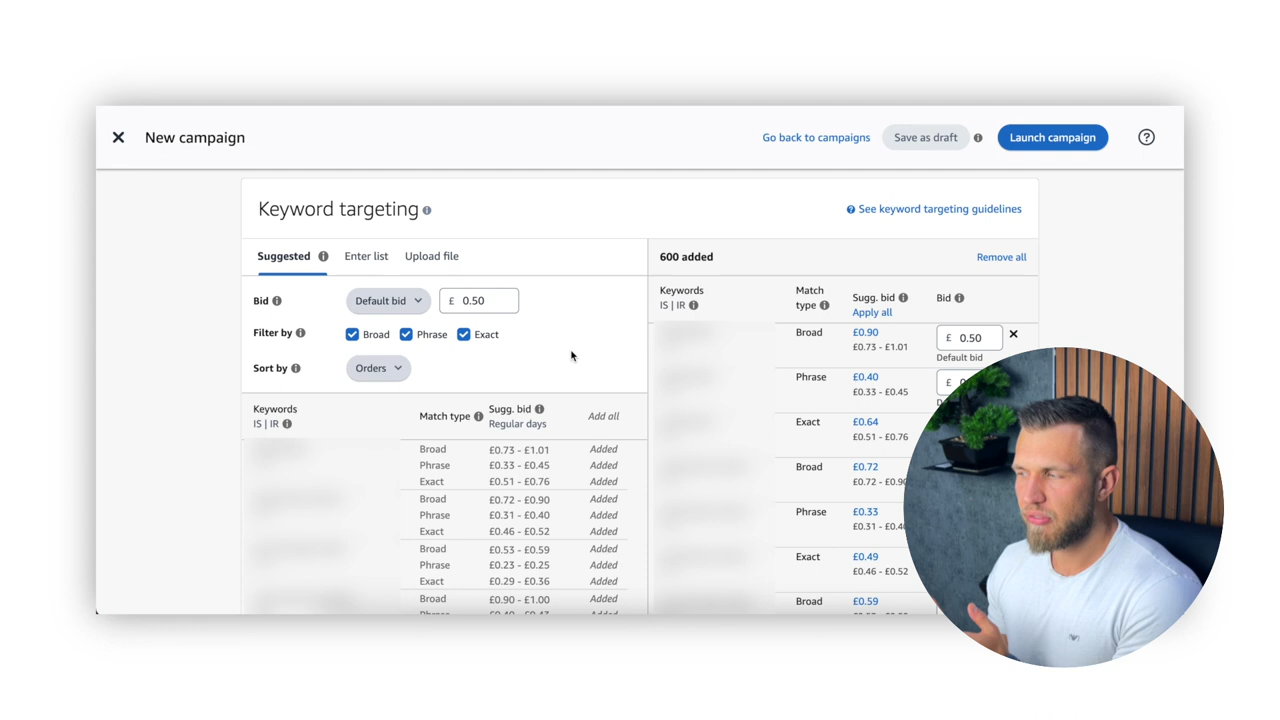 New campaign
Go back to campaigns
Save as draft
Launch campaign
Keyword targeting
See keyword targeting guidelines
Suggested
Enter list
Upload file
Bid
Default bid
£ 0.50
Filter by
Broad
Phrase
Exact
Sort by
Orders
Keywords
IS | IR
Match type
Sugg. bid
Regular days
Add all
Broad £0.73 - £1.01 Added
Phrase £0.33 - £0.45 Added
Exact £0.51 - £0.76 Added
Broad £0.72 - £0.90 Added
Phrase £0.31 - £0.40 Added
Exact £0.46 - £0.52 Added
Broad £0.53 - £0.59 Added
Phrase £0.23 - £0.25 Added
Exact £0.29 - £0.36 Added
Broad £0.90 - £1.00 Added
600 added
Remove all
Keywords
IS | IR
Match
type
Sugg. bid
Apply all
Bid
Broad £0.90 £ 0.50
£0.73 - £1.01
Default bid
Phrase £0.40 £
£0.33 - £0.45
Exact £0.64
£0.51 - £0.76
Broad £0.72
£0.72 - £0.90
Phrase £0.33
£0.31 - £0.40
Exact £0.49
£0.46 - £0.52
Broad £0.59